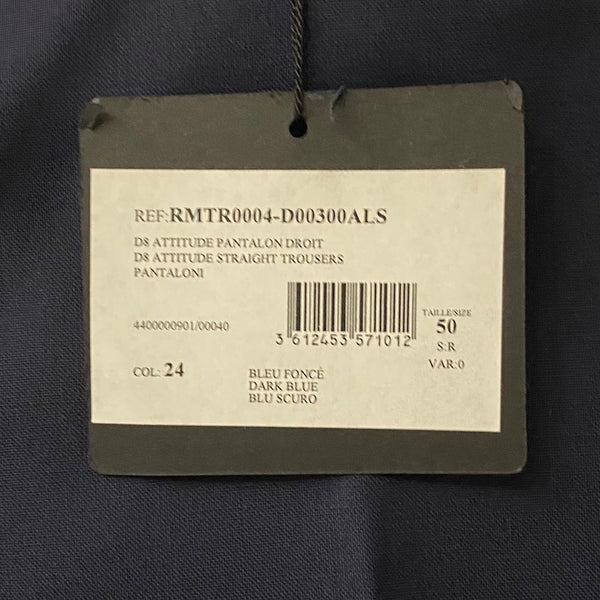 REF:RMTR0004-D00300ALS
D8 ATTITUDE PANTALON DROIT
D8 ATTITUDE STRAIGHT TROUSERS
PANTALONI
4400000901/00040
3 612453 571012
TAILLE/SIZE
50
S:R
VAR:0
COL: 24
BLEU FONCÉ
DARK BLUE
BLU SCURO